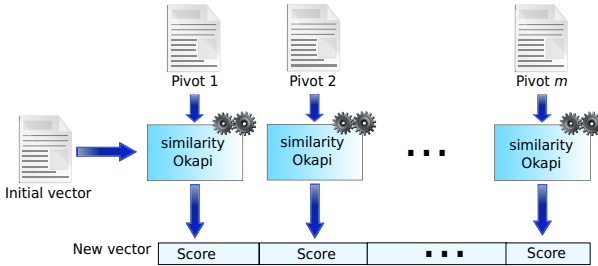 Pivot 1
Pivot 2
Pivot m
similarity
Okapi
similarity
Okapi
...
similarity
Okapi
Initial vector
New vector
Score
Score
...
Score